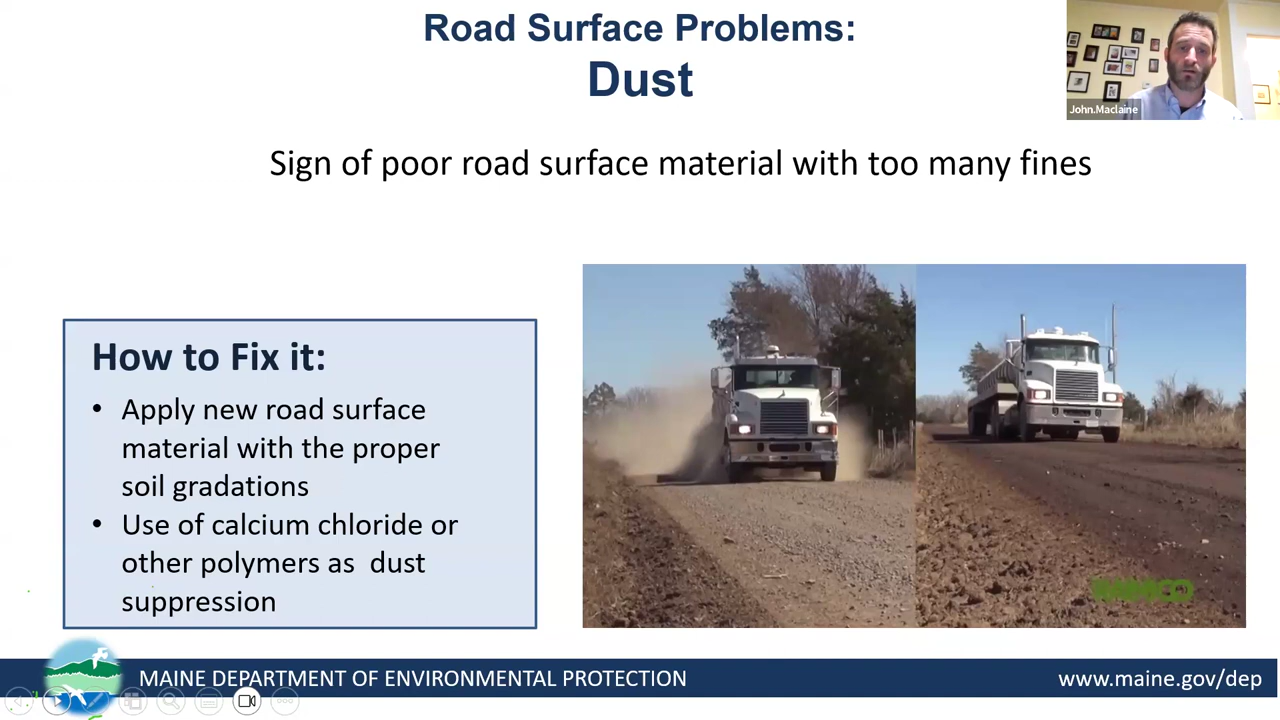 Road Surface Problems:
Dust
John.Maclaine
Sign of poor road surface material with too many fines
How to Fix it:
• Apply new road surface
material with the proper
soil gradations
• Use of calcium chloride or
other polymers as dust
suppression
MAINE DEPARTMENT OF ENVIRONMENTAL PROTECTION
www.maine.gov/dep